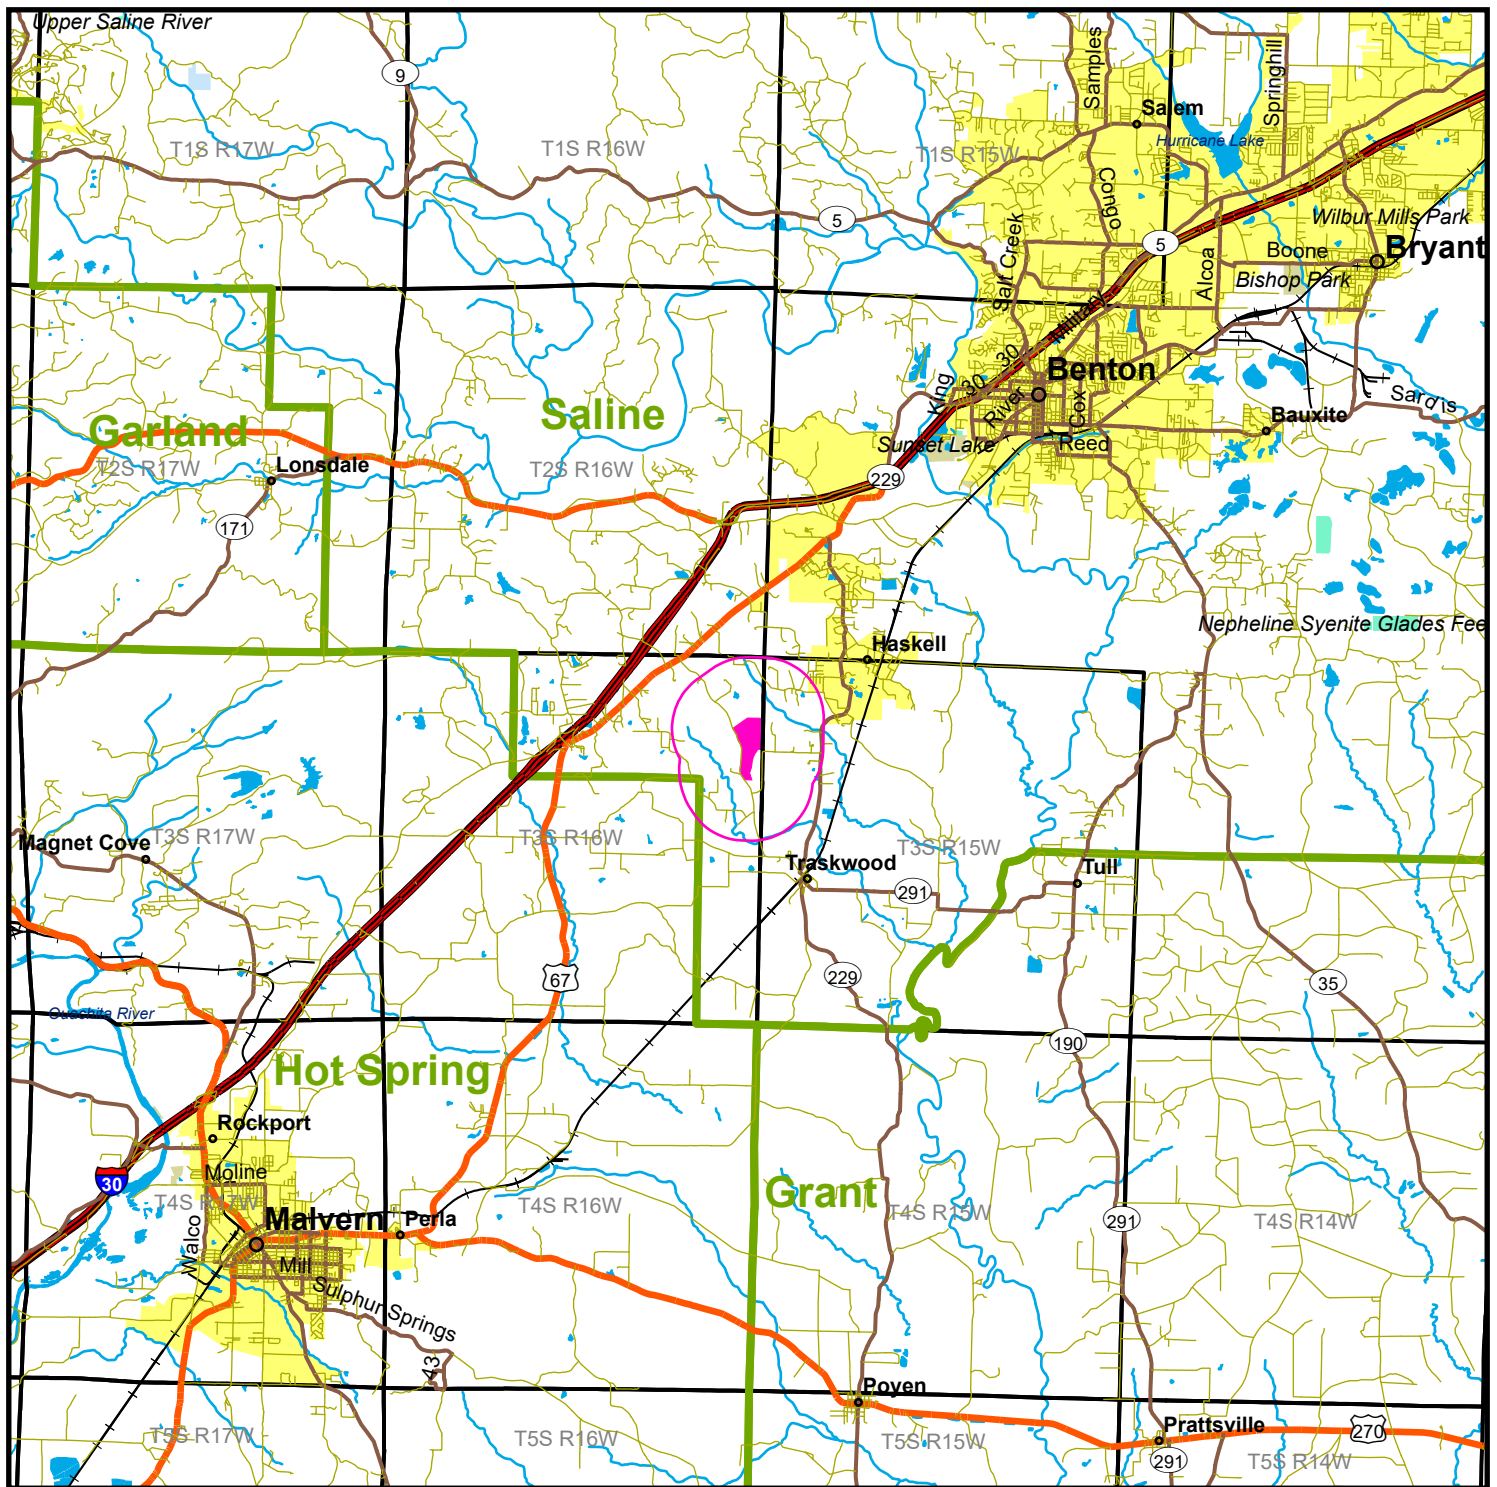 Upper Saline River
9
Samples
Springhill
Salem
Hurricane Lake
T1S R17W
T1S R16W
T1S R15W
Congo
5
5
Wilbur Mills Park
Salt Creek
Alcoa
Boone
Bryant
Bishop Park
Military
30
30
Benton
King
River
Cox
Sardis
Garland
Saline
Bauxite
Sunset Lake
Reed
T2S R17W
Lonsdale
T2S R16W
229
171
Nepheline Syenite Glades Fee
Haskell
Magnet Cove
T3S R17W
T3S R16W
T3S R15W
Traskwood
Tull
291
67
229
35
Ouachita River
190
Hot Spring
Rockport
Moline
30
T4S R17W
T4S R16W
Grant
T4S R15W
T4S R14W
291
Malvern
Perla
Walco
Mill
Sulphur Springs
43
Poyen
Prattsville
270
T5S R17W
T5S R16W
T5S R15W
291
T5S R14W